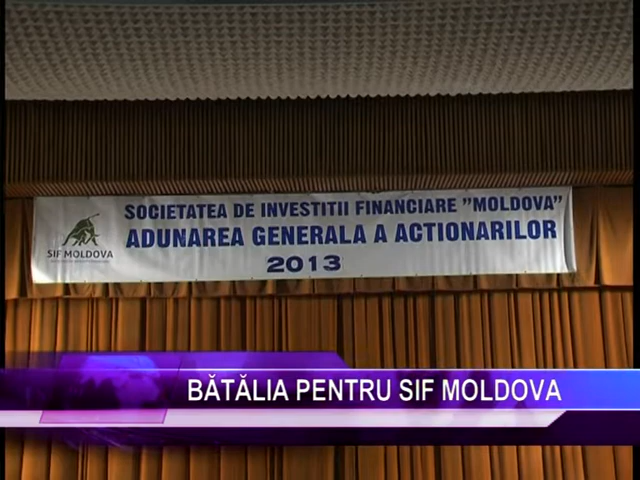 SOCIETATEA DE INVESTITII FINANCIARE "MOLDOVA"
ADUNAREA GENERALA A ACTIONARILOR
2013
SIF MOLDOVA
BĂTĂLIA PENTRU SIF MOLDOVA